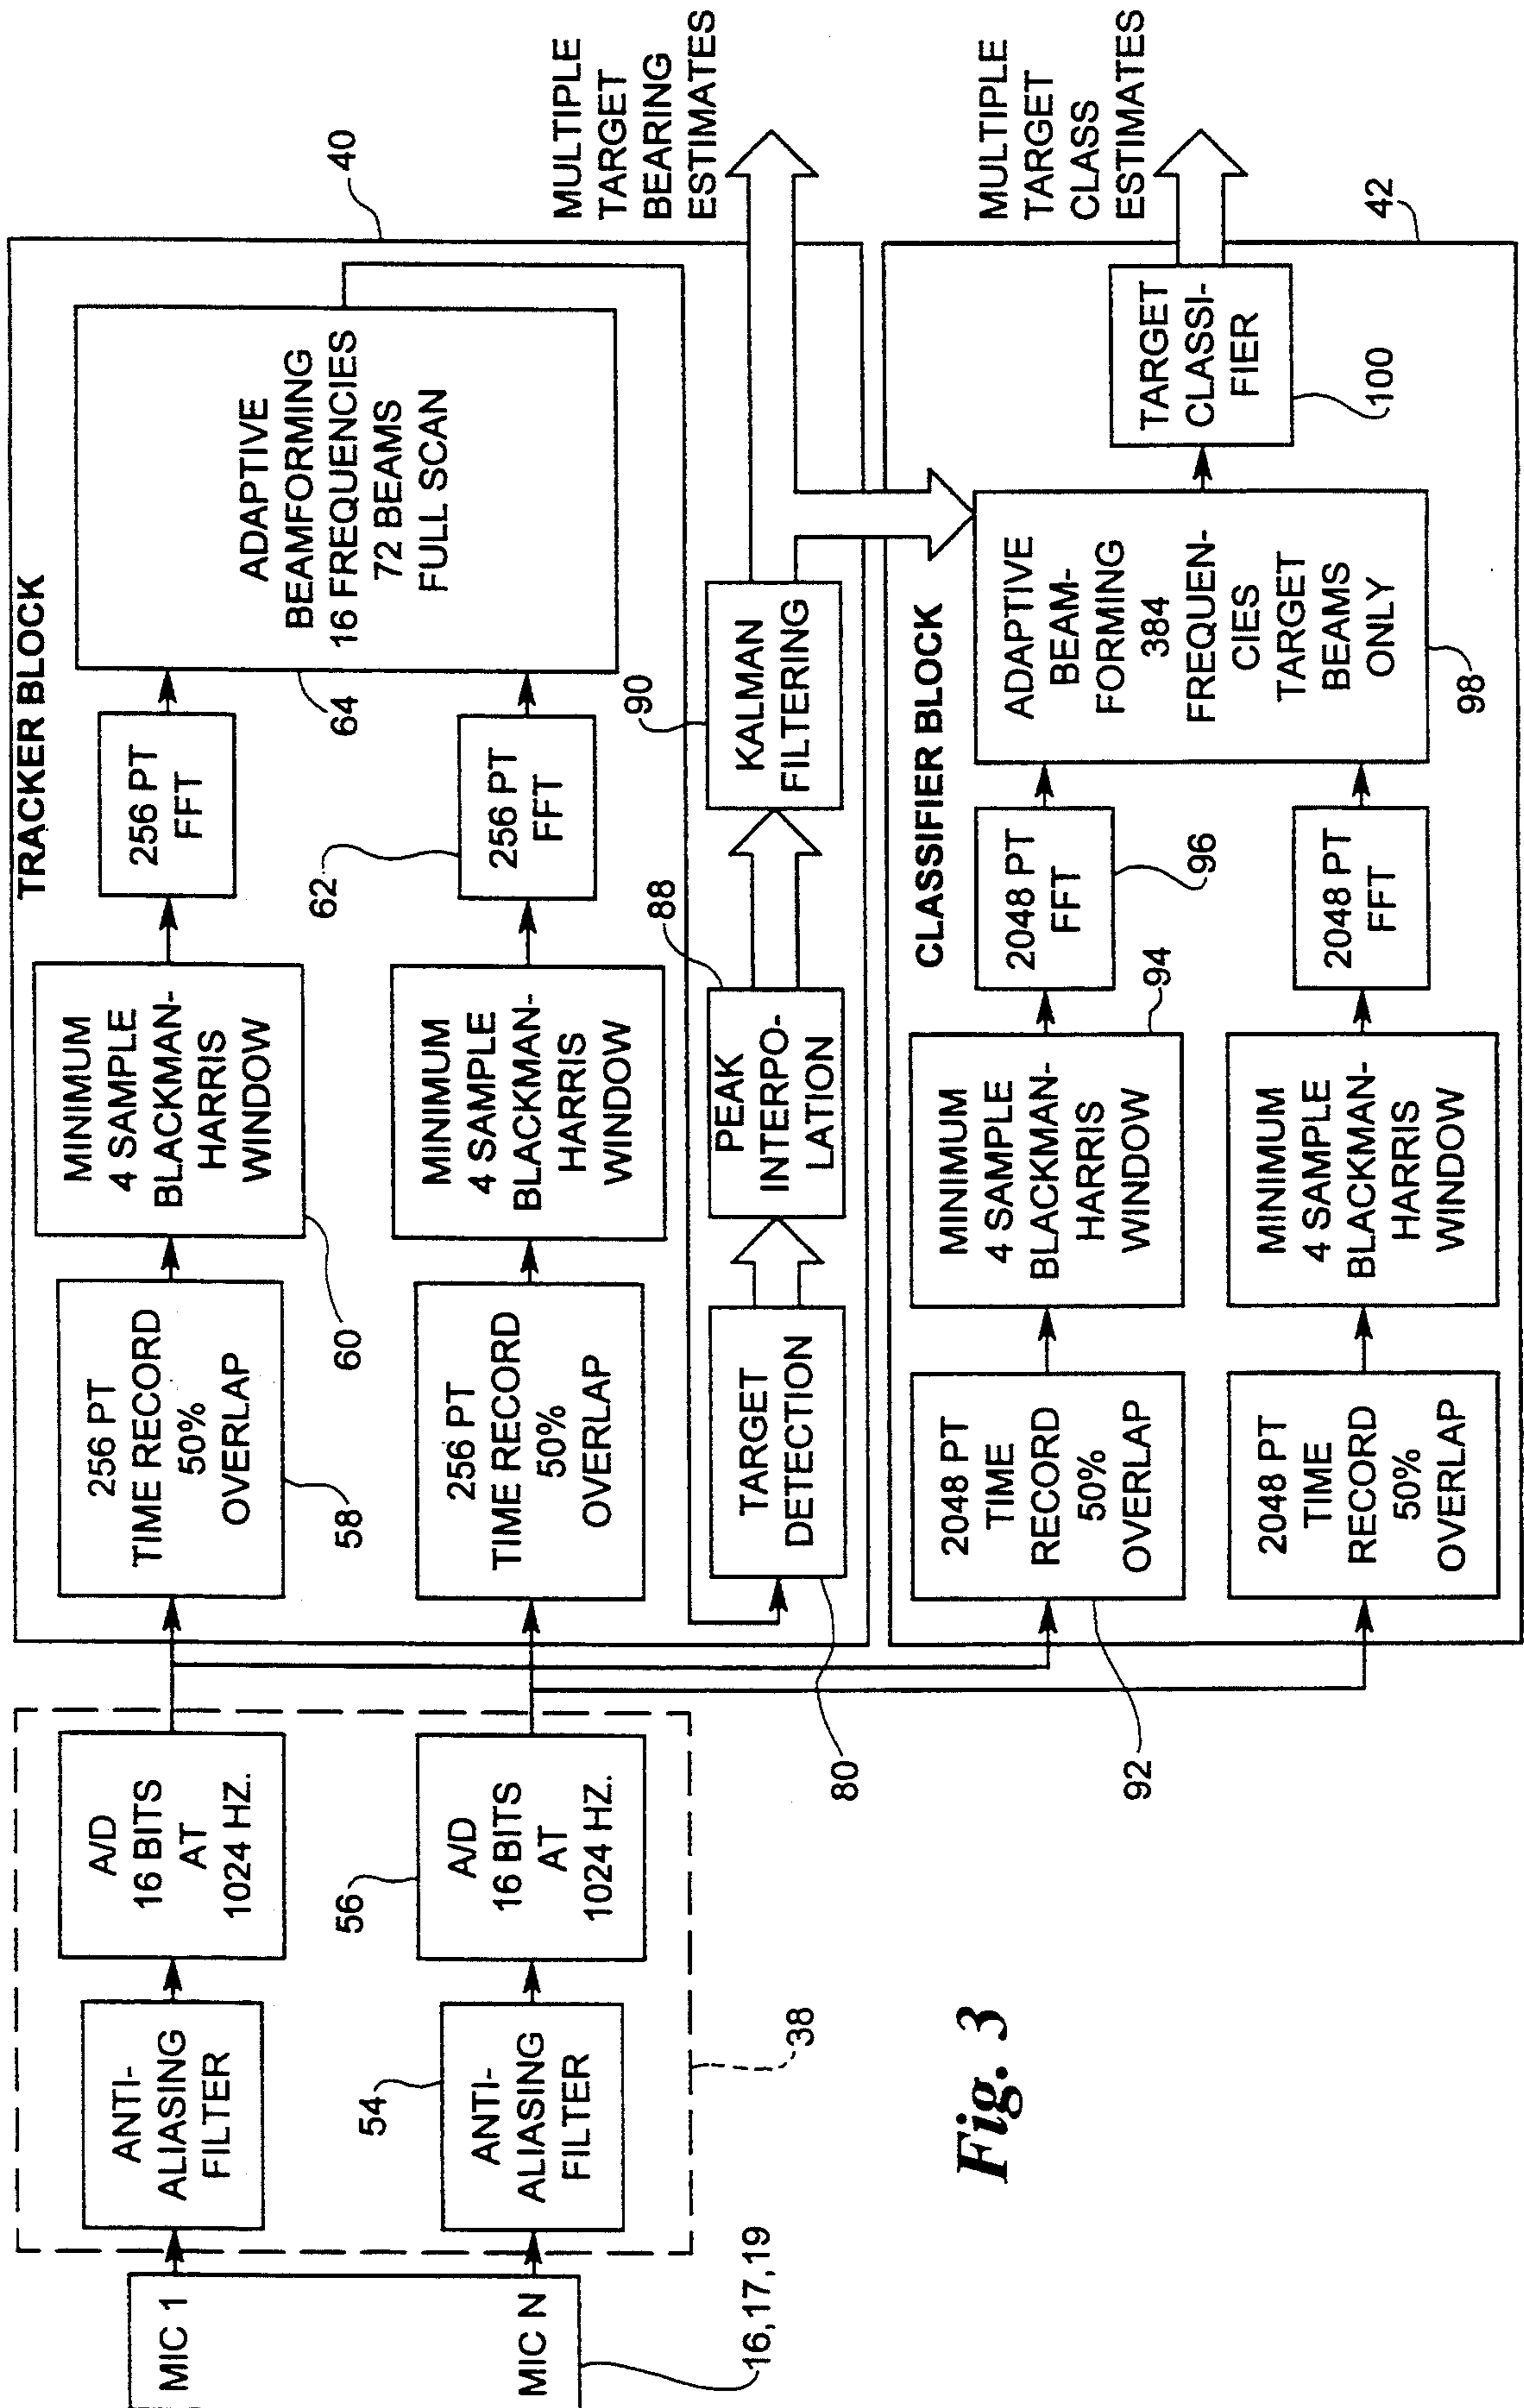 MIC 1
MIC N
16,17,19
ANTI-
ALIASING
FILTER
A/D
16 BITS
AT
1024 HZ.
54
ANTI-
ALIASING
FILTER
56
A/D
16 BITS
AT
1024 HZ.
38
TRACKER BLOCK
40
256 PT
TIME RECORD
50%
OVERLAP
58
MINIMUM
4 SAMPLE
BLACKMAN-
HARRIS
WINDOW
60
256 PT
FFT
256 PT
TIME RECORD
50%
OVERLAP
MINIMUM
4 SAMPLE
BLACKMAN-
HARRIS
WINDOW
62
256 PT
FFT
64
ADAPTIVE
BEAMFORMING
16 FREQUENCIES
72 BEAMS
FULL SCAN
TARGET
DETECTION
80
88
PEAK
INTERPO-
LATION
90
KALMAN
FILTERING
MULTIPLE
TARGET
BEARING
ESTIMATES
CLASSIFIER BLOCK
42
2048 PT
TIME
RECORD
50%
OVERLAP
92
MINIMUM
4 SAMPLE
BLACKMAN-
HARRIS
WINDOW
94
2048 PT
FFT
96
2048 PT
TIME
RECORD
50%
OVERLAP
MINIMUM
4 SAMPLE
BLACKMAN-
HARRIS
WINDOW
2048 PT
FFT
ADAPTIVE
BEAM-
FORMING
384
FREQUEN-
CIES
TARGET
BEAMS
ONLY
98
TARGET
CLASSI-
FIER
100
MULTIPLE
TARGET
CLASS
ESTIMATES
Fig. 3